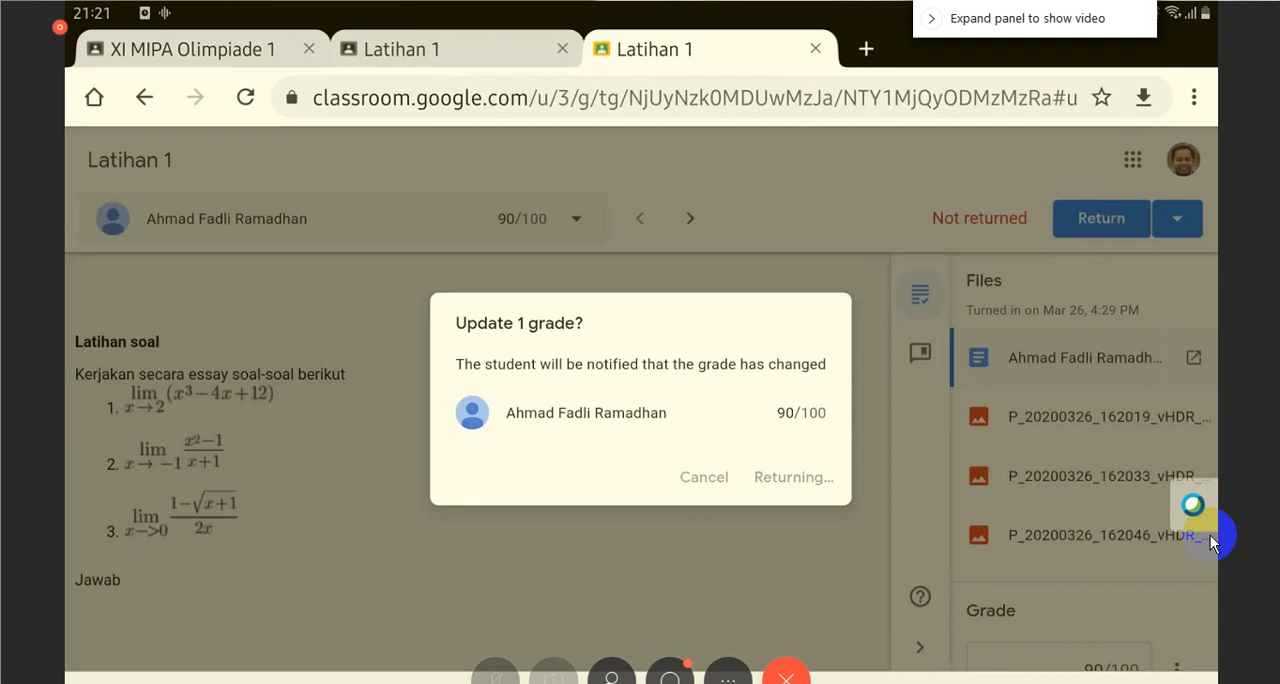 21:21
Expand panel to show video
XI MIPA Olimpiade 1
Latihan 1
Latihan 1
classroom.google.com/u/3/g/tg/NjUyNzk0MDUwMzJa/NTY1MjQyODMzMzRa#u
Latihan 1
Ahmad Fadli Ramadhan 90/100
Not returned
Return
Files
Turned in on Mar 26, 4:29 PM
Ahmad Fadli Ramadh...
P_20200326_162019_vHDR_...
P_20200326_162033_vHDR_...
P_20200326_162046_vHDR_...
Grade
90/100
Update 1 grade?
The student will be notified that the grade has changed
Ahmad Fadli Ramadhan 90/100
Cancel Returning...
Latihan soal
Kerjakan secara essay soal-soal berikut
1. lim x→2 (x³−4x+12)
2. lim x→ −1 x2−1/x+1
3. lim x−>0 1−√x+1/2x
Jawab